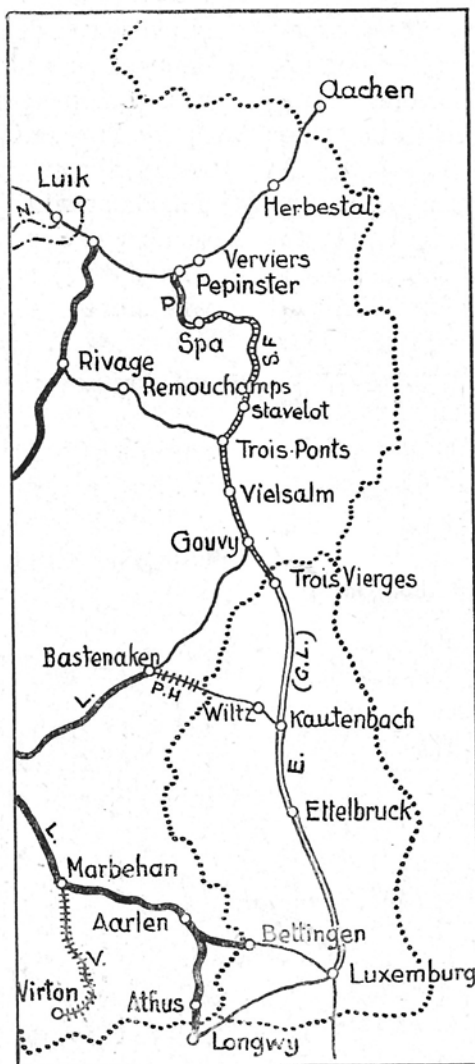 Aachen
Luik
Herbestal
N.
Verviers
Pepinster
P.
Spa
S.F
Rivage
Remouchamps
Stavelot
Trois-Ponts
Vielsalm
Gouvy
Trois Vierges
(G.L.)
Bastenaken
L.
P.H
Wiltz
Kautenbach
E.
Ettelbruck
L.
Marbehan
Aarlen
Bettingen
V.
Luxemburg
Virton
Athus
Longwy